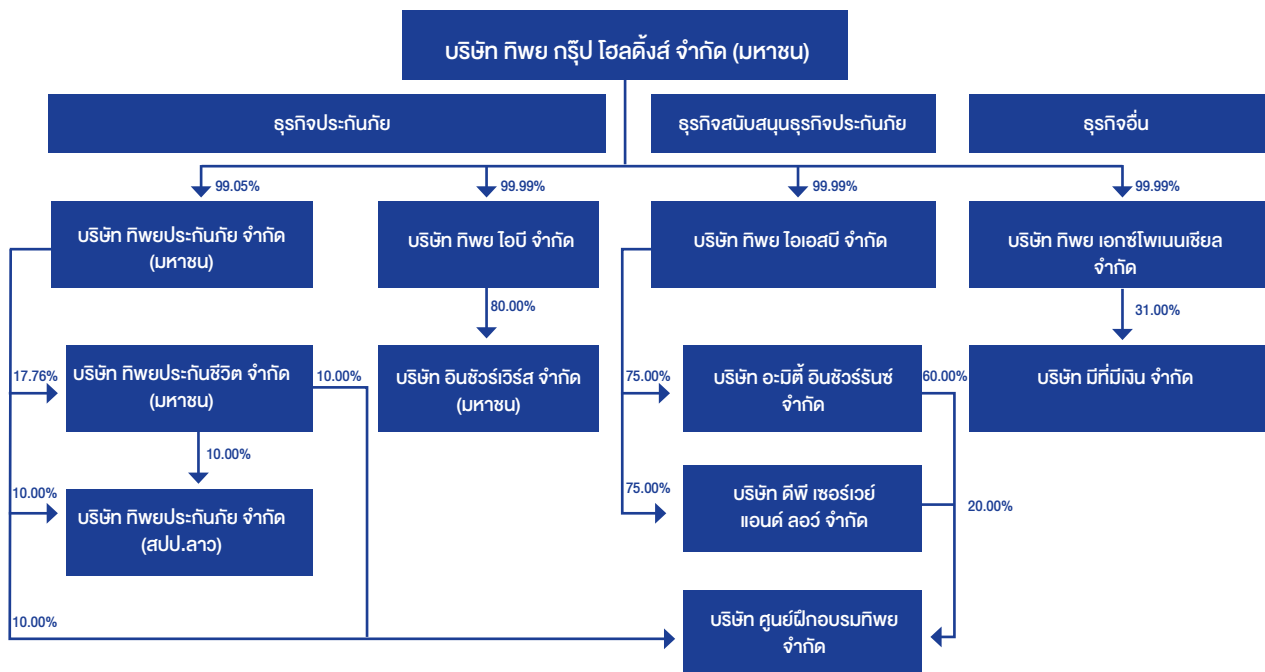 บริษัท ทิพย กรุ๊ป โฮลดิ้งส์ จำกัด (มหาชน)
ธุรกิจประกันภัย
ธุรกิจสนับสนุนธุรกิจประกันภัย
ธุรกิจอื่น
99.05%
99.99%
99.99%
99.99%
บริษัท ทิพยประกันภัย จำกัด
(มหาชน)
บริษัท ทิพย ไอบี จำกัด
บริษัท ทิพย ไอเอสบี จำกัด
บริษัท ทิพย เอกซ์โพเนนเชียล
จำกัด
80.00%
31.00%
17.76%
บริษัท ทิพยประกันชีวิต จำกัด
(มหาชน)
10.00%
บริษัท อินชัวร์เวิร์ส จำกัด
(มหาชน)
75.00%
บริษัท อะมิตี้ อินชัวร์รันซ์
จำกัด
60.00%
บริษัท มีที่มีเงิน จำกัด
10.00%
10.00%
บริษัท ทิพยประกันภัย จำกัด
(สปป.ลาว)
75.00%
บริษัท ดีพี เซอร์เวย์
แอนด์ ลอว์ จำกัด
20.00%
10.00%
บริษัท ศูนย์ฝึกอบรมทิพย
จำกัด